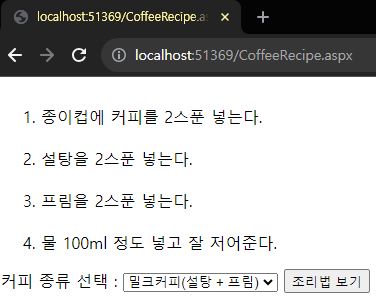 localhost:51369/CoffeeRecipe.as
localhost:51369/CoffeeRecipe.aspx
1. 종이컵에 커피를 2스푼 넣는다.
2. 설탕을 2스푼 넣는다.
3. 프림을 2스푼 넣는다.
4. 물 100ml 정도 넣고 잘 저어준다.
커피 종류 선택 : 밀크커피(설탕 + 프림) 조리법 보기